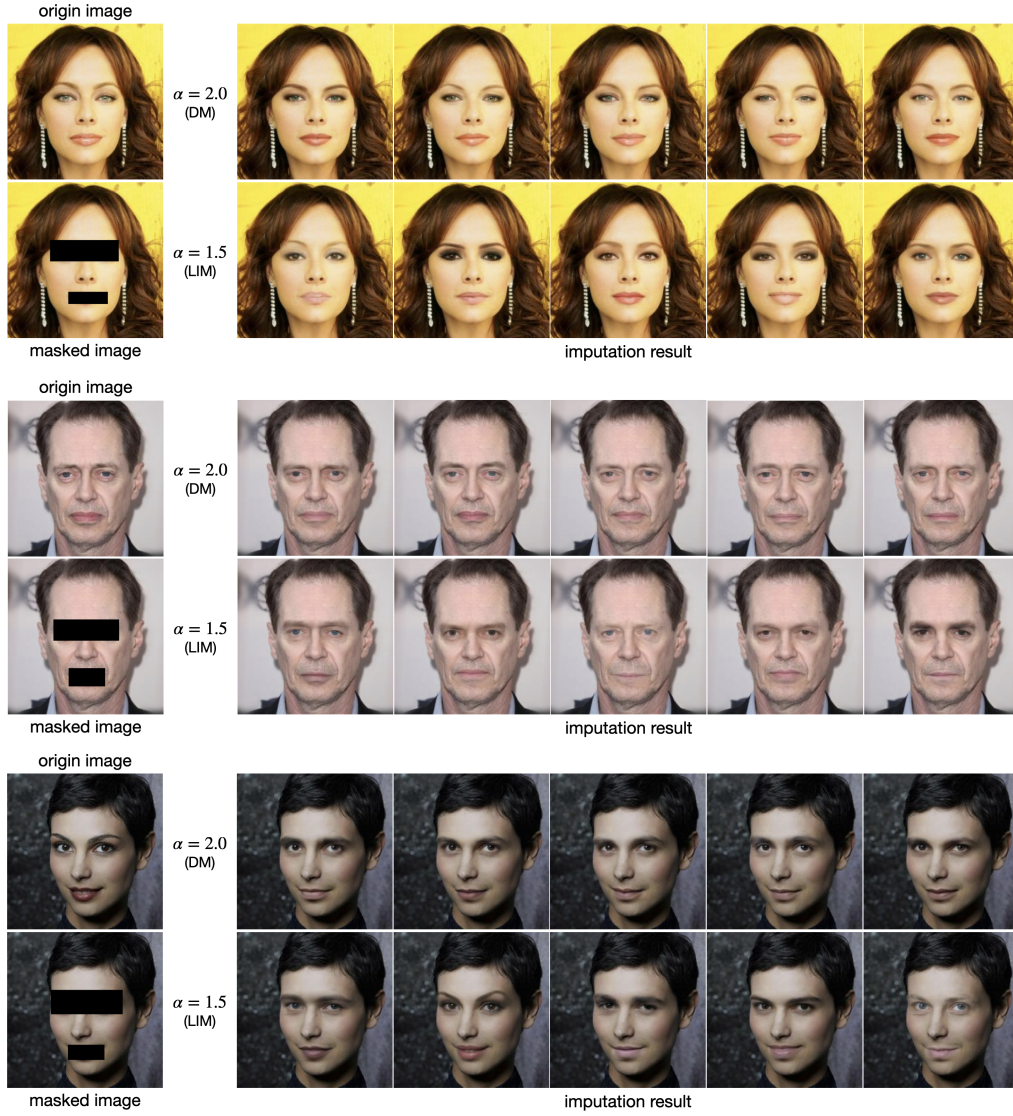 origin image
α = 2.0
(DM)
α = 1.5
(LIM)
masked image
imputation result
origin image
α = 2.0
(DM)
α = 1.5
(LIM)
masked image
imputation result
origin image
α = 2.0
(DM)
α = 1.5
(LIM)
masked image
imputation result